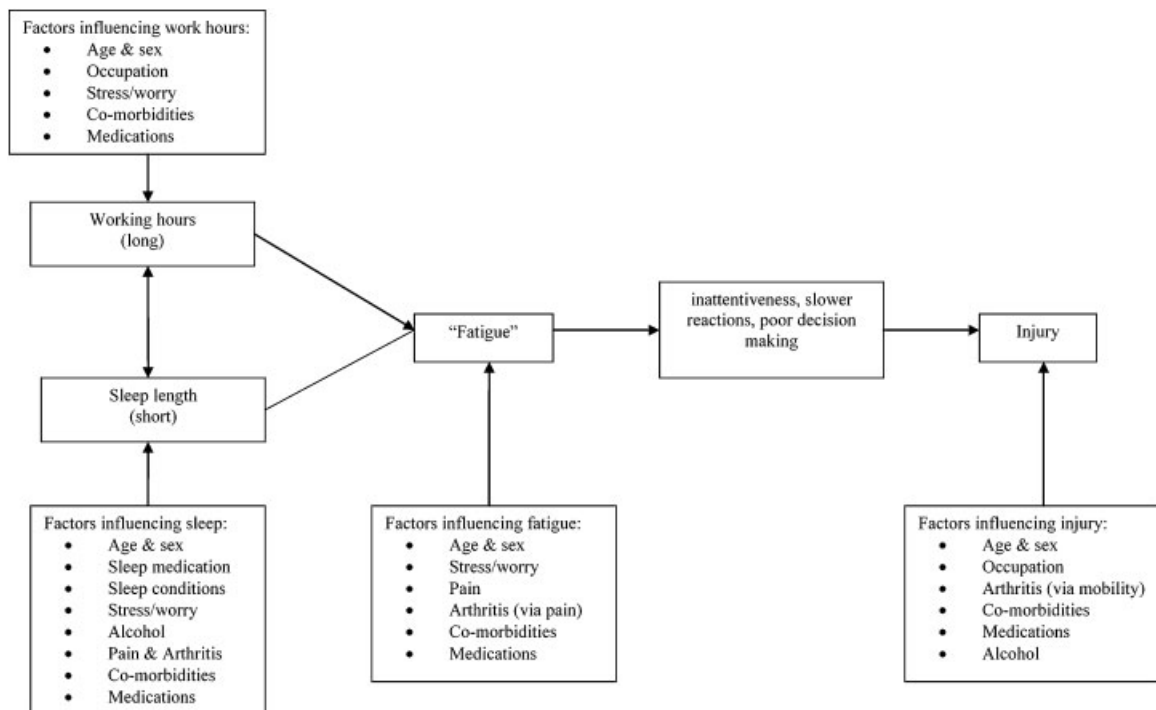 Factors influencing work hours:
• Age & sex
• Occupation
• Stress/worry
• Co-morbidities
• Medications
Working hours
(long)
Sleep length
(short)
“Fatigue”
inattentiveness, slower
reactions, poor decision
making
Injury
Factors influencing sleep:
• Age & sex
• Sleep medication
• Sleep conditions
• Stress/worry
• Alcohol
• Pain & Arthritis
• Co-morbidities
• Medications
Factors influencing fatigue:
• Age & sex
• Stress/worry
• Pain
• Arthritis (via pain)
• Co-morbidities
• Medications
Factors influencing injury:
• Age & sex
• Occupation
• Arthritis (via mobility)
• Co-morbidities
• Medications
• Alcohol